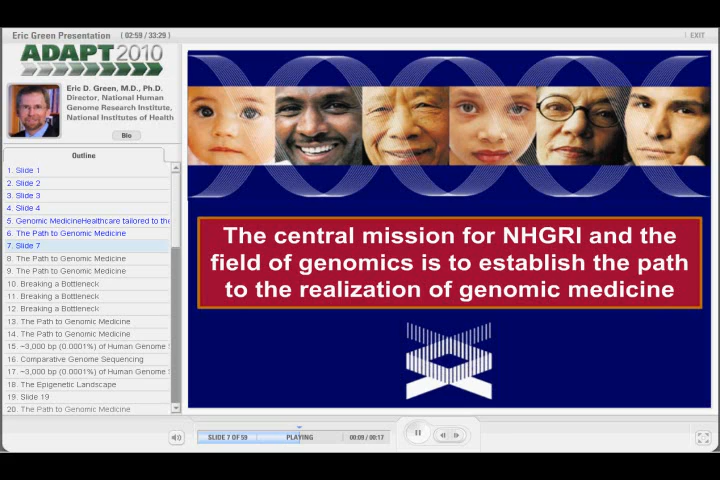 Eric Green Presentation ( 02:59 / 33:29 )
EXIT
ADAPT 2010
Eric D. Green, M.D., Ph.D.
Director, National Human
Genome Research Institute,
National Institutes of Health
Bio
Outline
1. Slide 1
2. Slide 2
3. Slide 3
4. Slide 4
5. Genomic MedicineHealthcare tailored to the
6. The Path to Genomic Medicine
7. Slide 7
8. The Path to Genomic Medicine
9. The Path to Genomic Medicine
10. Breaking a Bottleneck
11. Breaking a Bottleneck
12. Breaking a Bottleneck
13. The Path to Genomic Medicine
14. The Path to Genomic Medicine
15. ~3,000 bp (0.0001%) of Human Genome
16. Comparative Genome Sequencing
17. ~3,000 bp (0.0001%) of Human Genome
18. The Epigenetic Landscape
19. Slide 19
20. The Path to Genomic Medicine
The central mission for NHGRI and the
field of genomics is to establish the path
to the realization of genomic medicine
SLIDE 7 OF 59 PLAYING 00:09 / 00:17